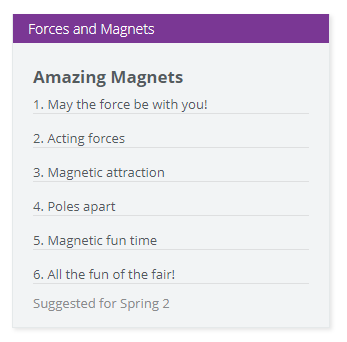 Forces and Magnets
Amazing Magnets
1. May the force be with you!
2. Acting forces
3. Magnetic attraction
4. Poles apart
5. Magnetic fun time
6. All the fun of the fair!
Suggested for Spring 2